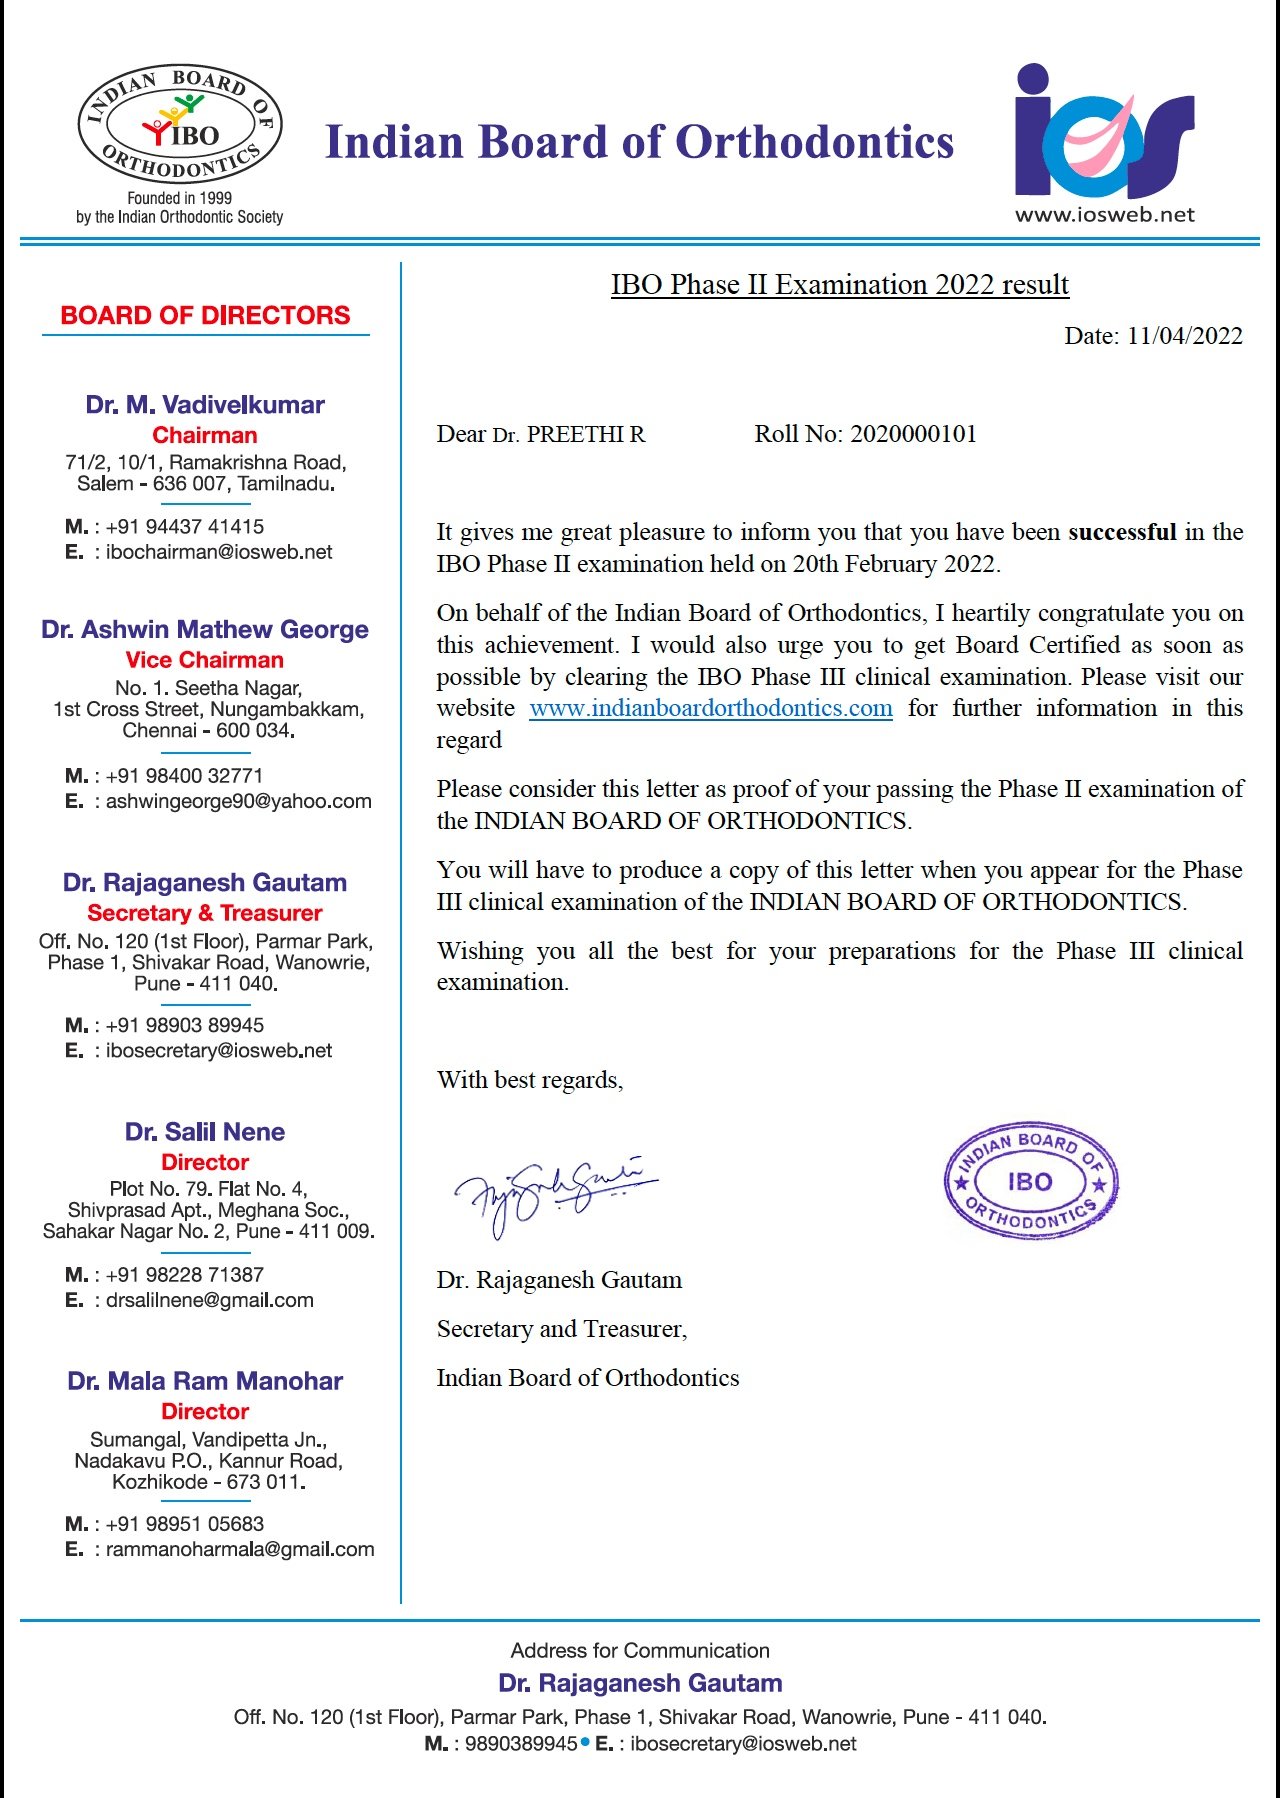 INDIAN BOARD OF ORTHODONTICS
IBO
Founded in 1999
by the Indian Orthodontic Society
Indian Board of Orthodontics
ios
www.iosweb.net
BOARD OF DIRECTORS
Dr. M. Vadivelkumar
Chairman
71/2, 10/1, Ramakrishna Road,
Salem - 636 007, Tamilnadu.
M. : +91 94437 41415
E. : ibochairman@iosweb.net
Dr. Ashwin Mathew George
Vice Chairman
No. 1. Seetha Nagar,
1st Cross Street, Nungambakkam,
Chennai - 600 034.
M. : +91 98400 32771
E. : ashwingeorge90@yahoo.com
Dr. Rajaganesh Gautam
Secretary & Treasurer
Off. No. 120 (1st Floor), Parmar Park,
Phase 1, Shivakar Road, Wanowrie,
Pune - 411 040.
M. : +91 98903 89945
E. : ibosecretary@iosweb.net
Dr. Salil Nene
Director
Plot No. 79. Flat No. 4,
Shivprasad Apt., Meghana Soc.,
Sahakar Nagar No. 2, Pune - 411 009.
M. : +91 98228 71387
E. : drsalilnene@gmail.com
Dr. Mala Ram Manohar
Director
Sumangal, Vandipetta Jn.,
Nadakavu P.O., Kannur Road,
Kozhikode - 673 011.
M. : +91 98951 05683
E. : rammanoharmala@gmail.com
IBO Phase II Examination 2022 result
Date: 11/04/2022
Dear Dr. PREETHI R Roll No: 2020000101
It gives me great pleasure to inform you that you have been successful in the
IBO Phase II examination held on 20th February 2022.
On behalf of the Indian Board of Orthodontics, I heartily congratulate you on
this achievement. I would also urge you to get Board Certified as soon as
possible by clearing the IBO Phase III clinical examination. Please visit our
website www.indianboardorthodontics.com for further information in this
regard
Please consider this letter as proof of your passing the Phase II examination of
the INDIAN BOARD OF ORTHODONTICS.
You will have to produce a copy of this letter when you appear for the Phase
III clinical examination of the INDIAN BOARD OF ORTHODONTICS.
Wishing you all the best for your preparations for the Phase III clinical
examination.
With best regards,
INDIAN BOARD OF ORTHODONTICS
IBO
Dr. Rajaganesh Gautam
Secretary and Treasurer,
Indian Board of Orthodontics
Address for Communication
Dr. Rajaganesh Gautam
Off. No. 120 (1st Floor), Parmar Park, Phase 1, Shivakar Road, Wanowrie, Pune - 411 040.
M. : 9890389945 • E. : ibosecretary@iosweb.net